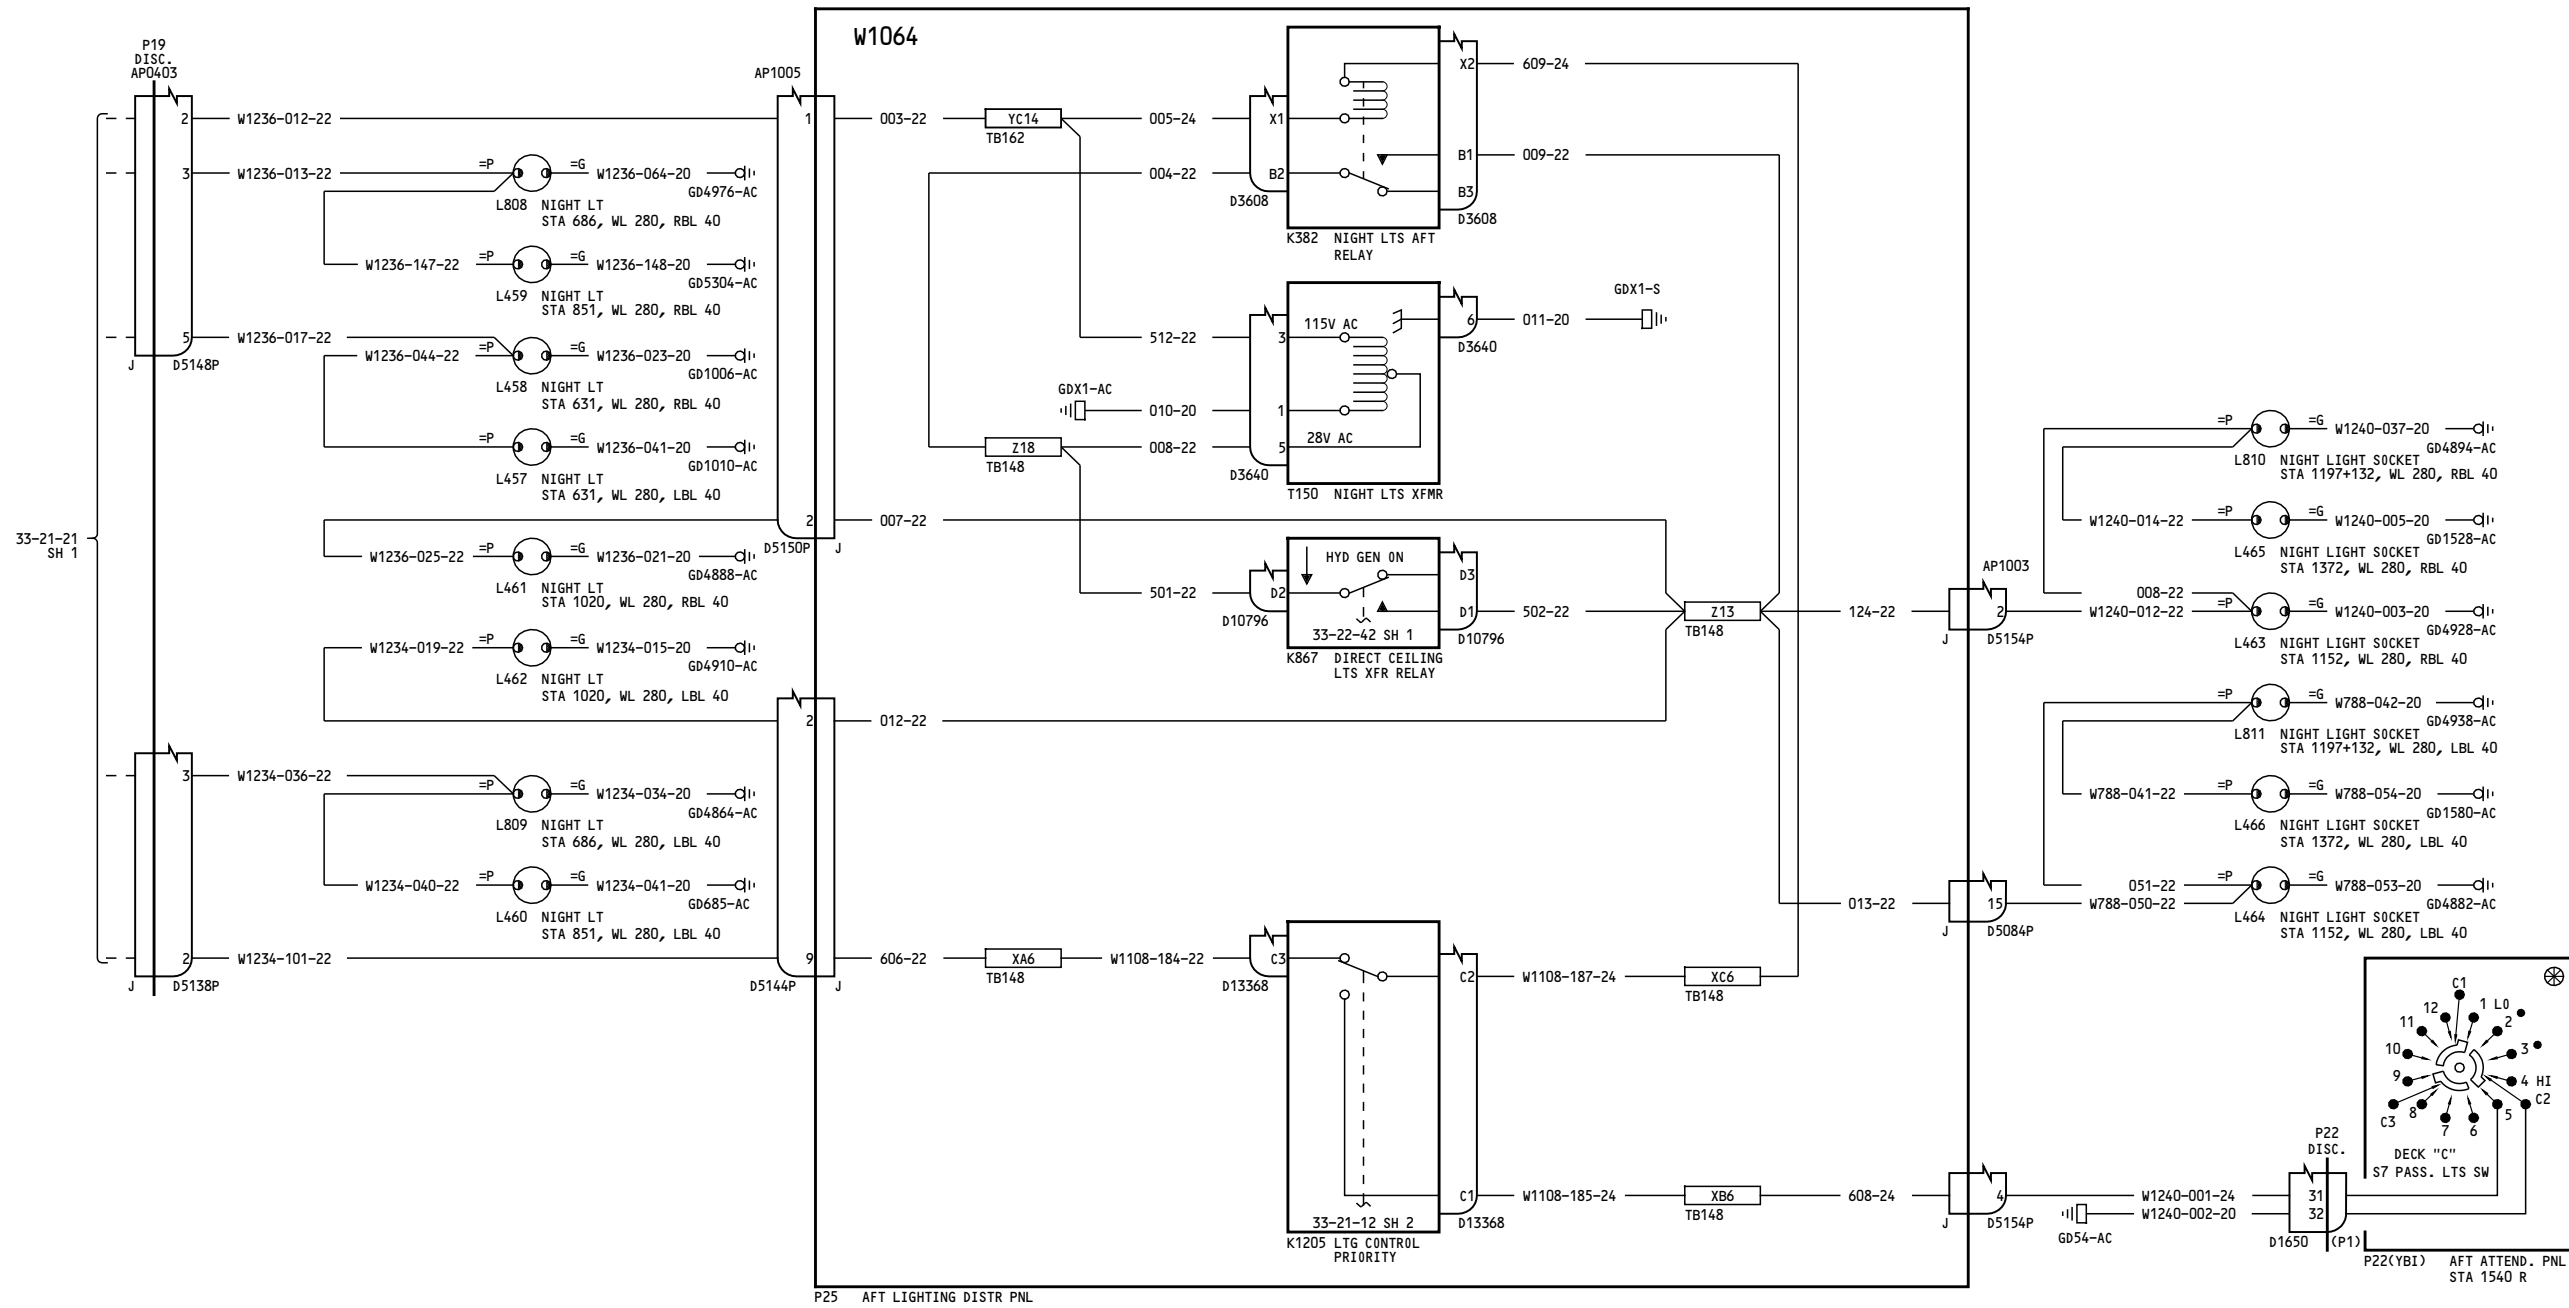 W1064
P19
DISC.
AP0403
AP1005
2
W1236-012-22
1
003-22
YC14
TB162
005-24
X1
X2
609-24
3
W1236-013-22
=P
=G
W1236-064-20
GD4976-AC
L808 NIGHT LT
STA 686, WL 280, RBL 40
004-22
B2
D3608
B1
009-22
B3
D3608
K382 NIGHT LTS AFT
RELAY
W1236-147-22
=P
=G
W1236-148-20
GD5304-AC
L459 NIGHT LT
STA 851, WL 280, RBL 40
5
W1236-017-22
J
D5148P
W1236-044-22
=P
=G
W1236-023-20
GD1006-AC
L458 NIGHT LT
STA 631, WL 280, RBL 40
=P
=G
W1236-041-20
GD1010-AC
L457 NIGHT LT
STA 631, WL 280, LBL 40
512-22
3
115V AC
6
D3640
011-20
GDX1-S
GDX1-AC
010-20
1
Z18
TB148
008-22
5
28V AC
D3640
T150 NIGHT LTS XFMR
33-21-21
SH 1
2
D5150P
J
007-22
W1236-025-22
=P
=G
W1236-021-20
GD4888-AC
L461 NIGHT LT
STA 1020, WL 280, RBL 40
HYD GEN ON
501-22
D2
D10796
D3
D1
D10796
33-22-42 SH 1
K867 DIRECT CEILING
LTS XFR RELAY
502-22
Z13
TB148
124-22
AP1003
2
J
D5154P
W1234-019-22
=P
=G
W1234-015-20
GD4910-AC
L462 NIGHT LT
STA 1020, WL 280, LBL 40
2
012-22
3
W1234-036-22
=P
=G
W1234-034-20
GD4864-AC
L809 NIGHT LT
STA 686, WL 280, LBL 40
W1234-040-22
=P
=G
W1234-041-20
GD685-AC
L460 NIGHT LT
STA 851, WL 280, LBL 40
2
J
D5138P
W1234-101-22
9
D5144P
J
606-22
XA6
TB148
W1108-184-22
C3
D13368
C2
W1108-187-24
XC6
TB148
C1
D13368
W1108-185-24
XB6
TB148
608-24
33-21-12 SH 2
K1205 LTG CONTROL
PRIORITY
013-22
15
J
D5084P
4
J
D5154P
=P
=G
W1240-037-20
GD4894-AC
L810 NIGHT LIGHT SOCKET
STA 1197+132, WL 280, RBL 40
W1240-014-22
=P
=G
W1240-005-20
GD1528-AC
L465 NIGHT LIGHT SOCKET
STA 1372, WL 280, RBL 40
008-22
W1240-012-22
=P
=G
W1240-003-20
GD4928-AC
L463 NIGHT LIGHT SOCKET
STA 1152, WL 280, RBL 40
=P
=G
W788-042-20
GD4938-AC
L811 NIGHT LIGHT SOCKET
STA 1197+132, WL 280, LBL 40
W788-041-22
=P
=G
W788-054-20
GD1580-AC
L466 NIGHT LIGHT SOCKET
STA 1372, WL 280, LBL 40
051-22
W788-050-22
=P
=G
W788-053-20
GD4882-AC
L464 NIGHT LIGHT SOCKET
STA 1152, WL 280, LBL 40
C1
12
1 LO
11
2
10
3
9
4 HI
C2
C3
8
7
6
5
DECK "C"
S7 PASS. LTS SW
P22
DISC.
W1240-001-24
31
W1240-002-20
32
GD54-AC
D1650
(P1)
P22(YBI) AFT ATTEND. PNL
STA 1540 R
P25 AFT LIGHTING DISTR PNL